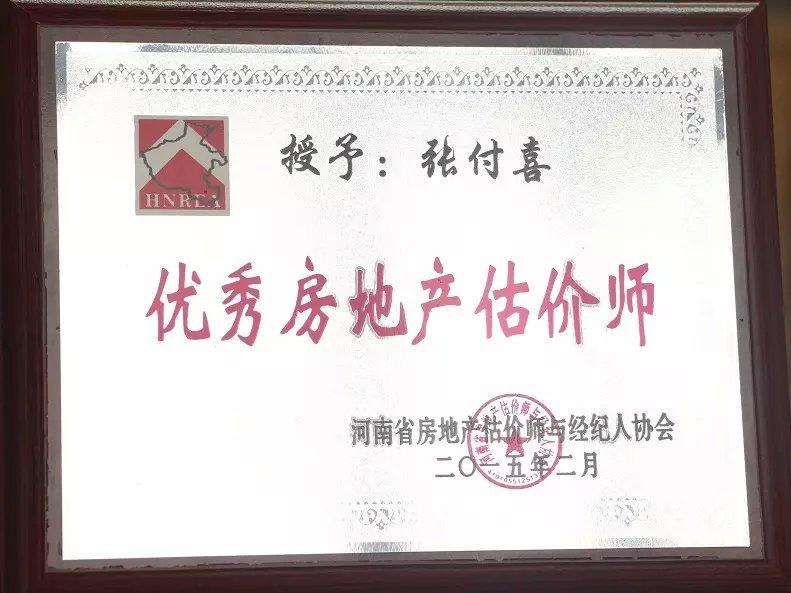 HNREA
授予：张付喜
优秀房地产估价师
河南省房地产估价师与经纪人协会
二〇一五年二月